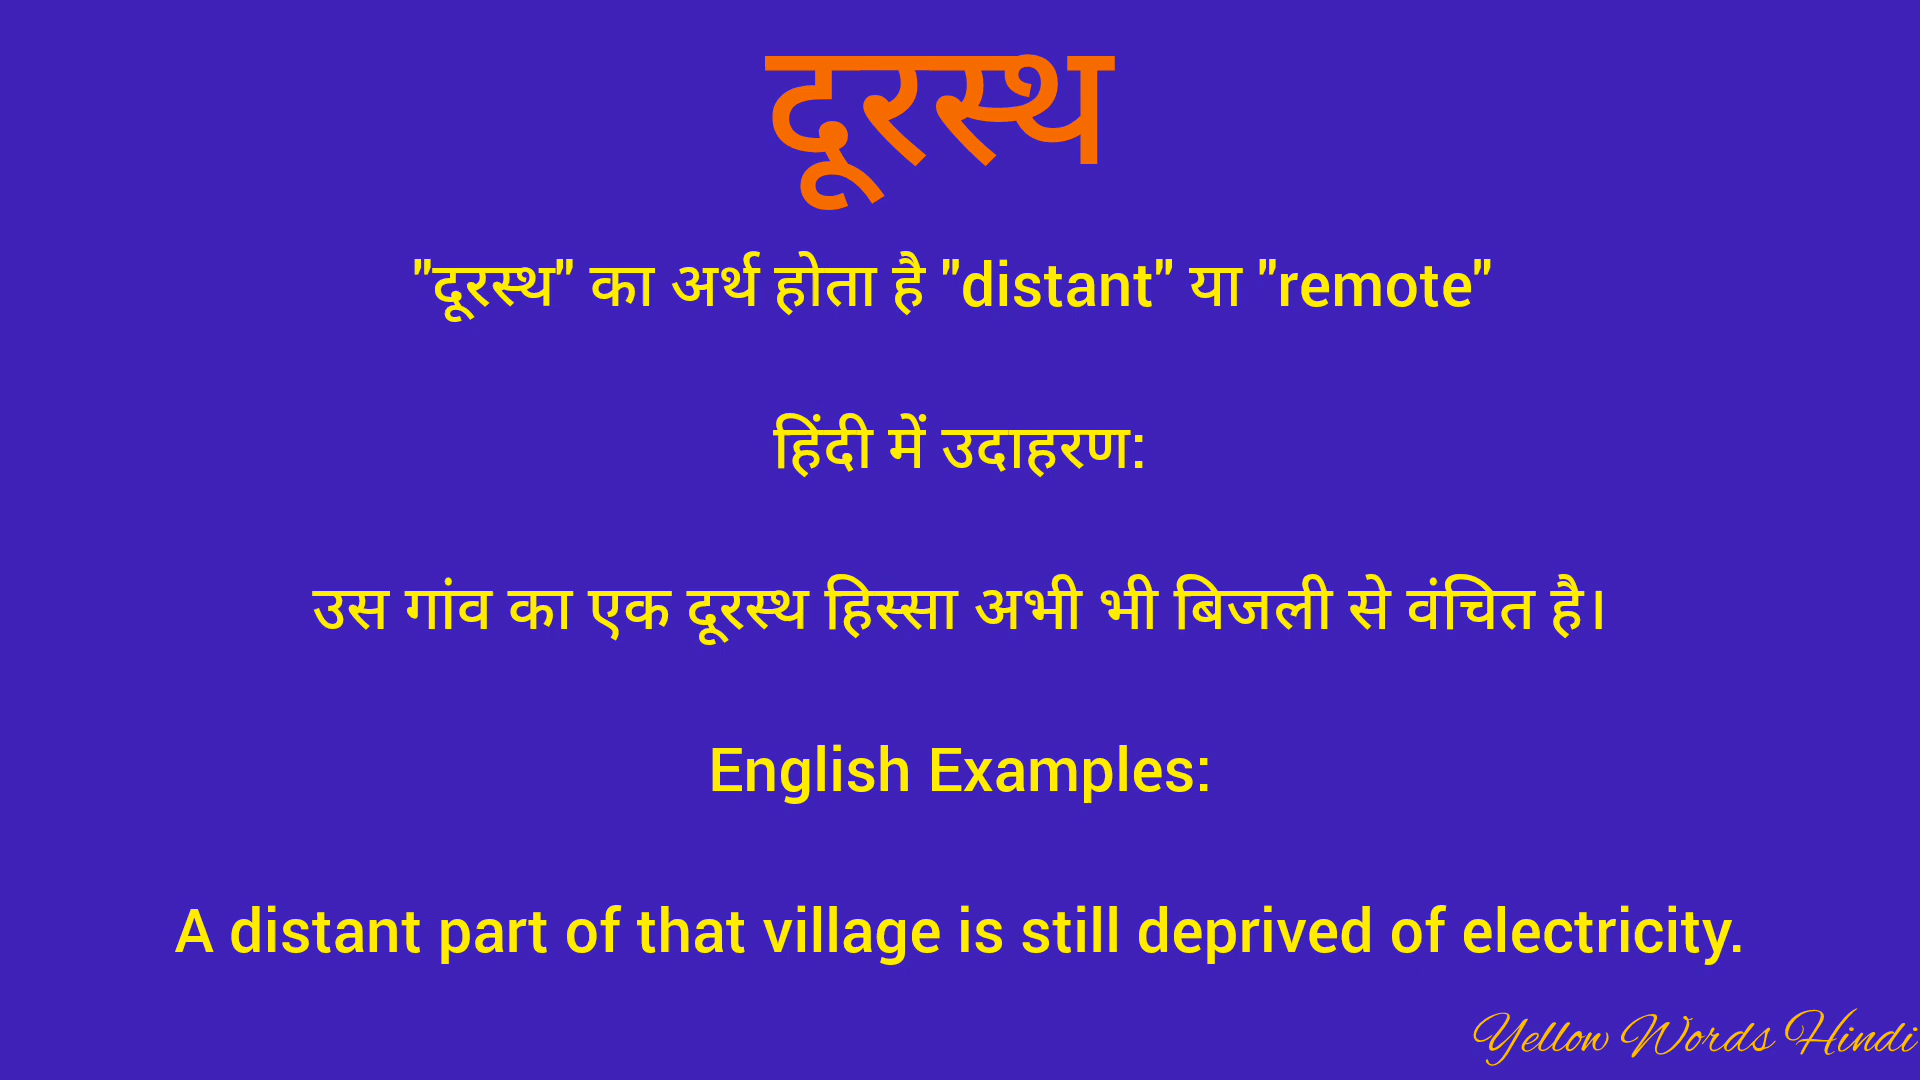 दूरस्थ
"दूरस्थ" का अर्थ होता है "distant" या "remote"
हिंदी में उदाहरण:
उस गांव का एक दूरस्थ हिस्सा अभी भी बिजली से वंचित है।
English Examples:
A distant part of that village is still deprived of electricity.
Yellow Words Hindi